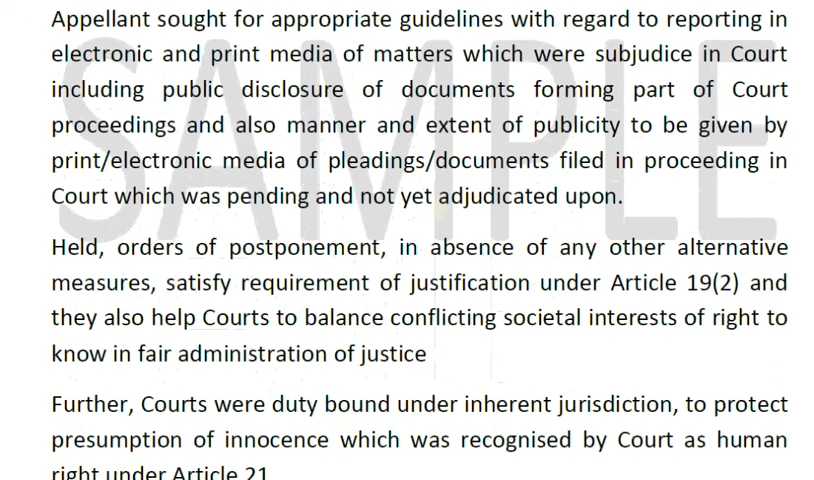 Appellant sought for appropriate guidelines with regard to reporting in
electronic and print media of matters which were subjudice in Court
including public disclosure of documents forming part of Court
proceedings and also manner and extent of publicity to be given by
print/electronic media of pleadings/documents filed in proceeding in
Court which was pending and not yet adjudicated upon.
SAMPLE
Held, orders of postponement, in absence of any other alternative
measures, satisfy requirement of justification under Article 19(2) and
they also help Courts to balance conflicting societal interests of right to
know in fair administration of justice
Further, Courts were duty bound under inherent jurisdiction, to protect
presumption of innocence which was recognised by Court as human
right under Article 21